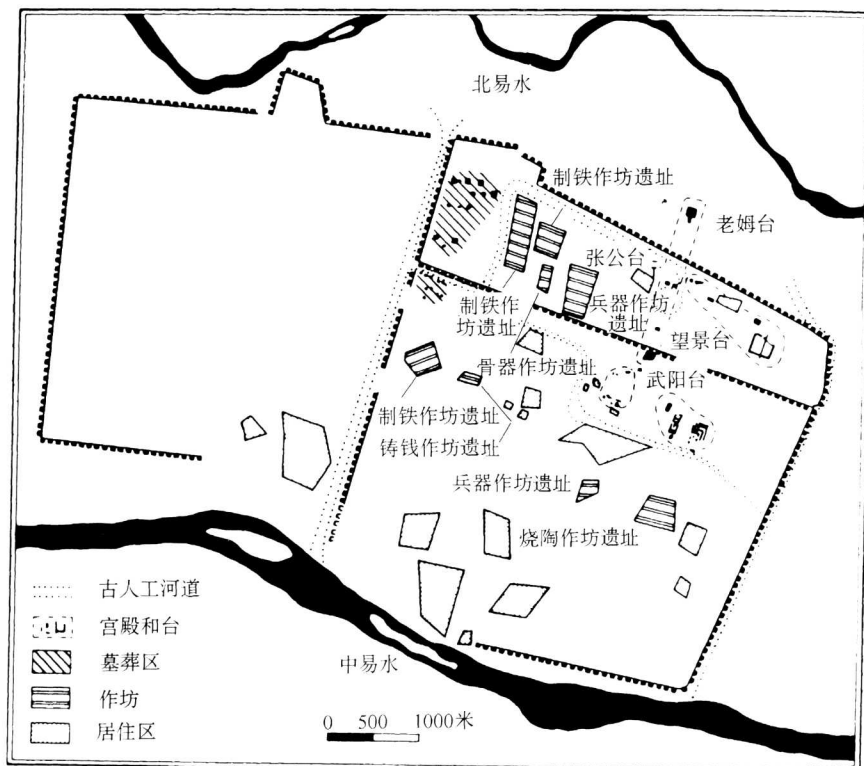 北易水
制铁作坊遗址
老姆台
张公台
制铁作
坊遗址
兵器作坊
遗址
望景台
骨器作坊遗址
武阳台
制铁作坊遗址
铸钱作坊遗址
兵器作坊遗址
烧陶作坊遗址
古人工河道
宫殿和台
墓葬区
中易水
作坊
居住区
0 500 1000米